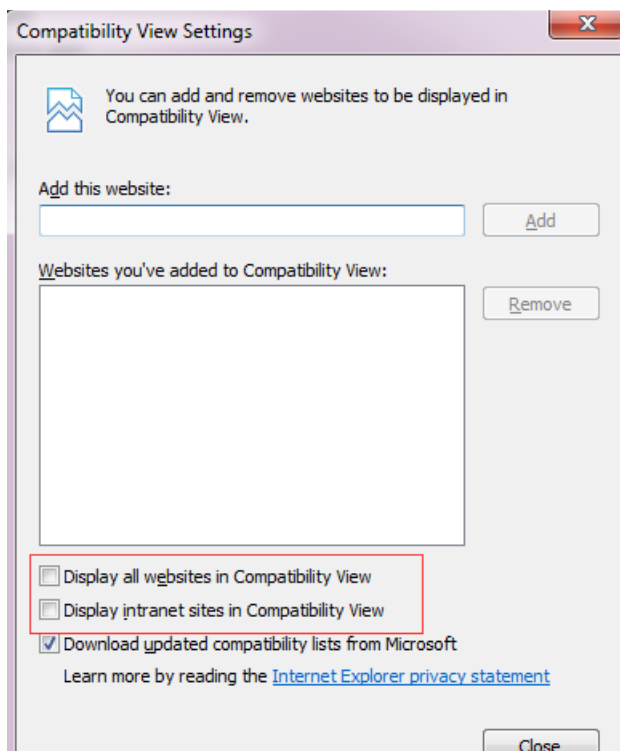 Compatibility View Settings
You can add and remove websites to be displayed in
Compatibility View.
Add this website:
Add
Websites you've added to Compatibility View:
Remove
Display all websites in Compatibility View
Display intranet sites in Compatibility View
Download updated compatibility lists from Microsoft
Learn more by reading the Internet Explorer privacy statement
Close